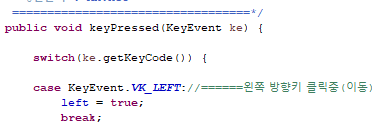 ======================================*/
public void keyPressed(KeyEvent ke) {
switch(ke.getKeyCode()) {
case KeyEvent.VK_LEFT://======왼쪽 방향키 클릭중(이동)
left = true;
break;